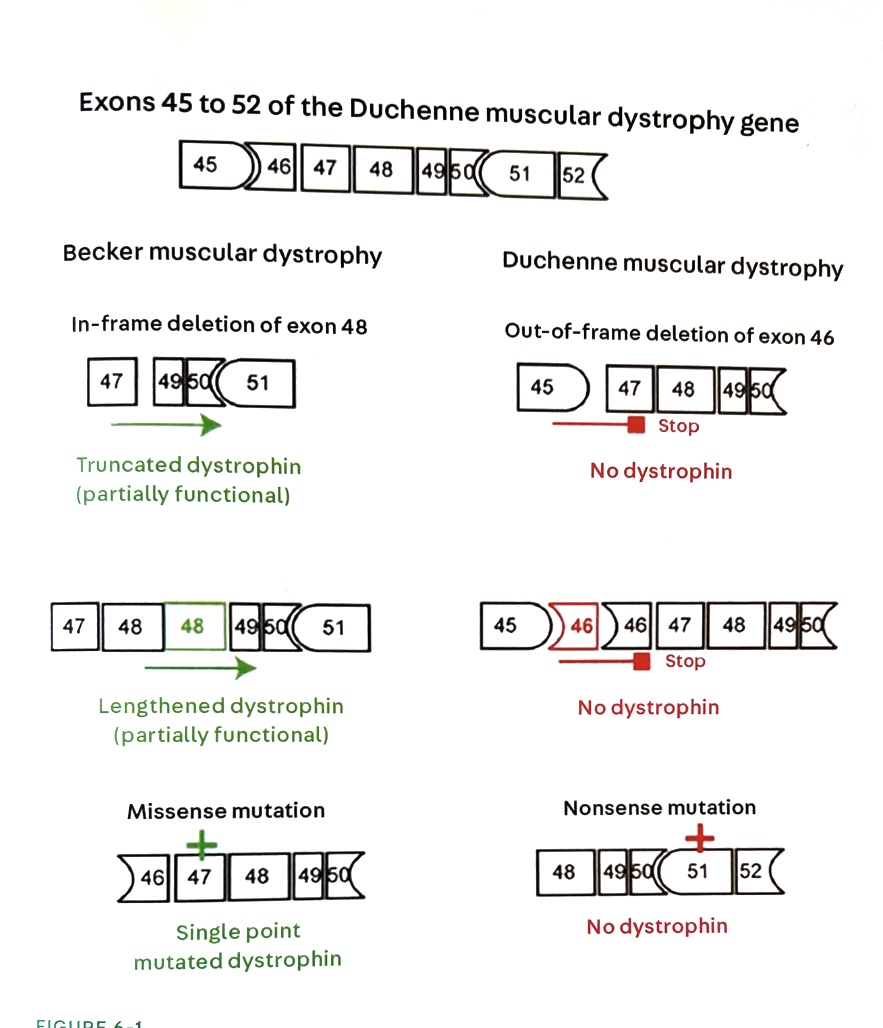 Exons 45 to 52 of the Duchenne muscular dystrophy gene
45 46 47 48 49 50 51 52
Becker muscular dystrophy
Duchenne muscular dystrophy
In-frame deletion of exon 48
Out-of-frame deletion of exon 46
47 49 50 51
45 47 48 49 50
Stop
Truncated dystrophin
(partially functional)
No dystrophin
47 48 48 49 50 51
45 46 46 47 48 49 50
Stop
Lengthened dystrophin
(partially functional)
No dystrophin
Missense mutation
Nonsense mutation
46 47 48 49 50
48 49 50 51 52
Single point
mutated dystrophin
No dystrophin
FIGURE 6-1